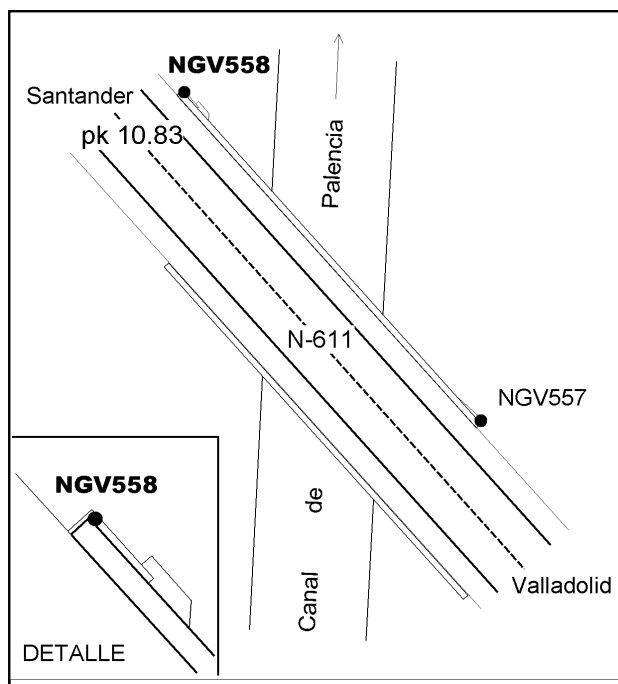 NGV558
Santander
pk 10.83
Palencia
N-611
NGV557
NGV558
Canal de
Valladolid
DETALLE